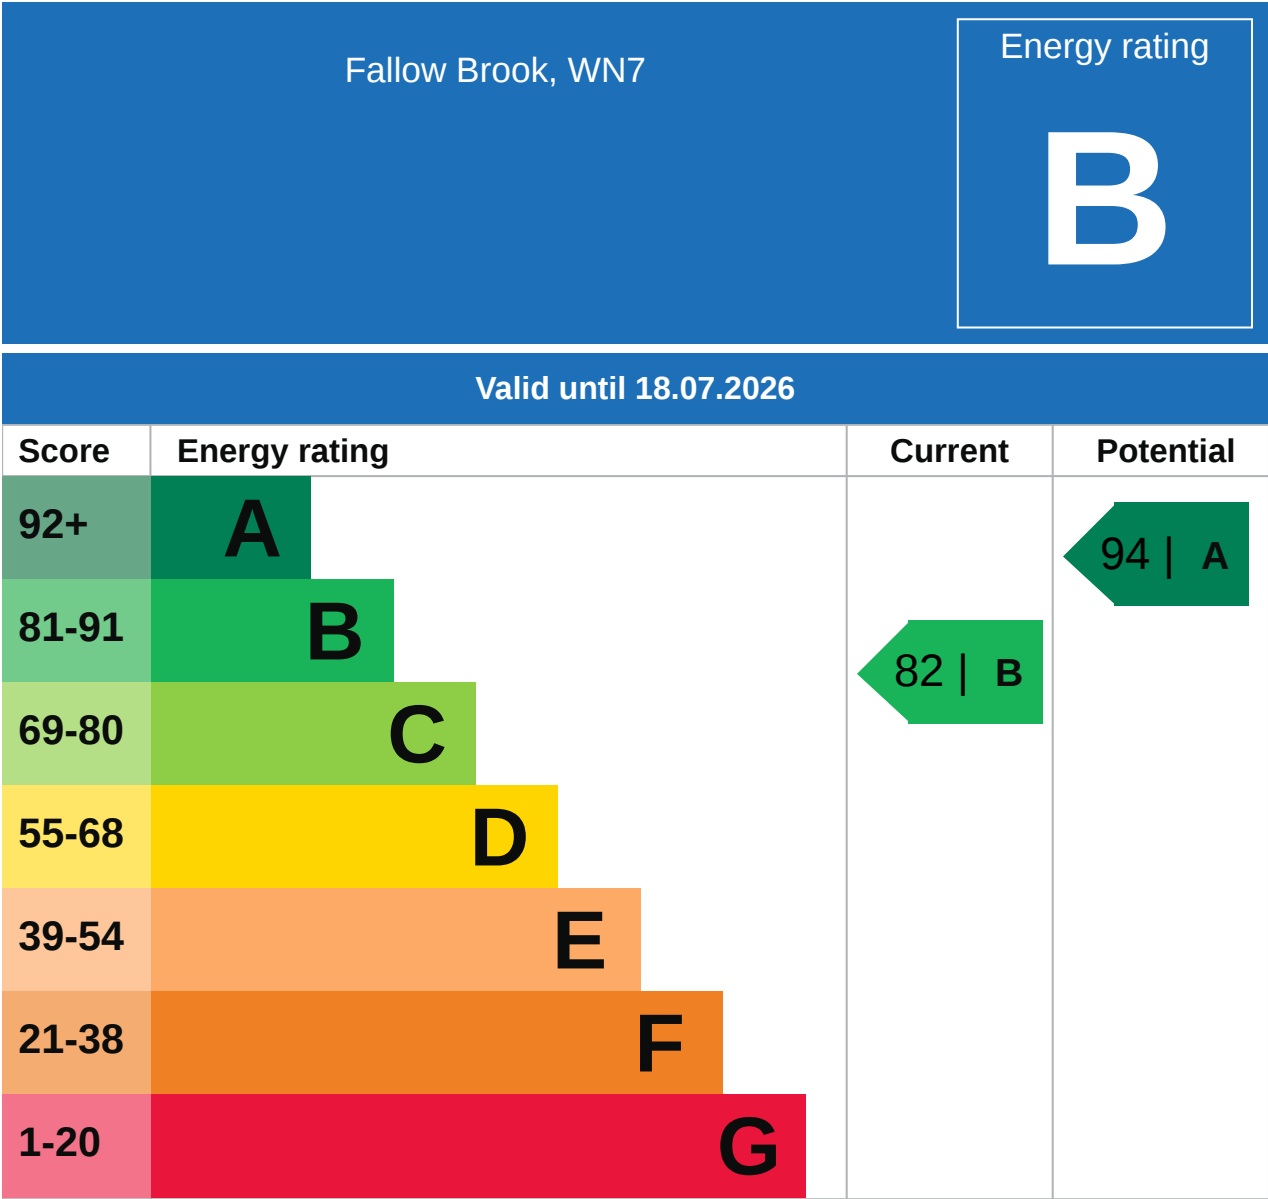 Fallow Brook, WN7
Energy rating
B
Valid until 18.07.2026
Score Energy rating Current Potential
92+ A 94 | A
81-91 B 82 | B
69-80 C
55-68 D
39-54 E
21-38 F
1-20 G